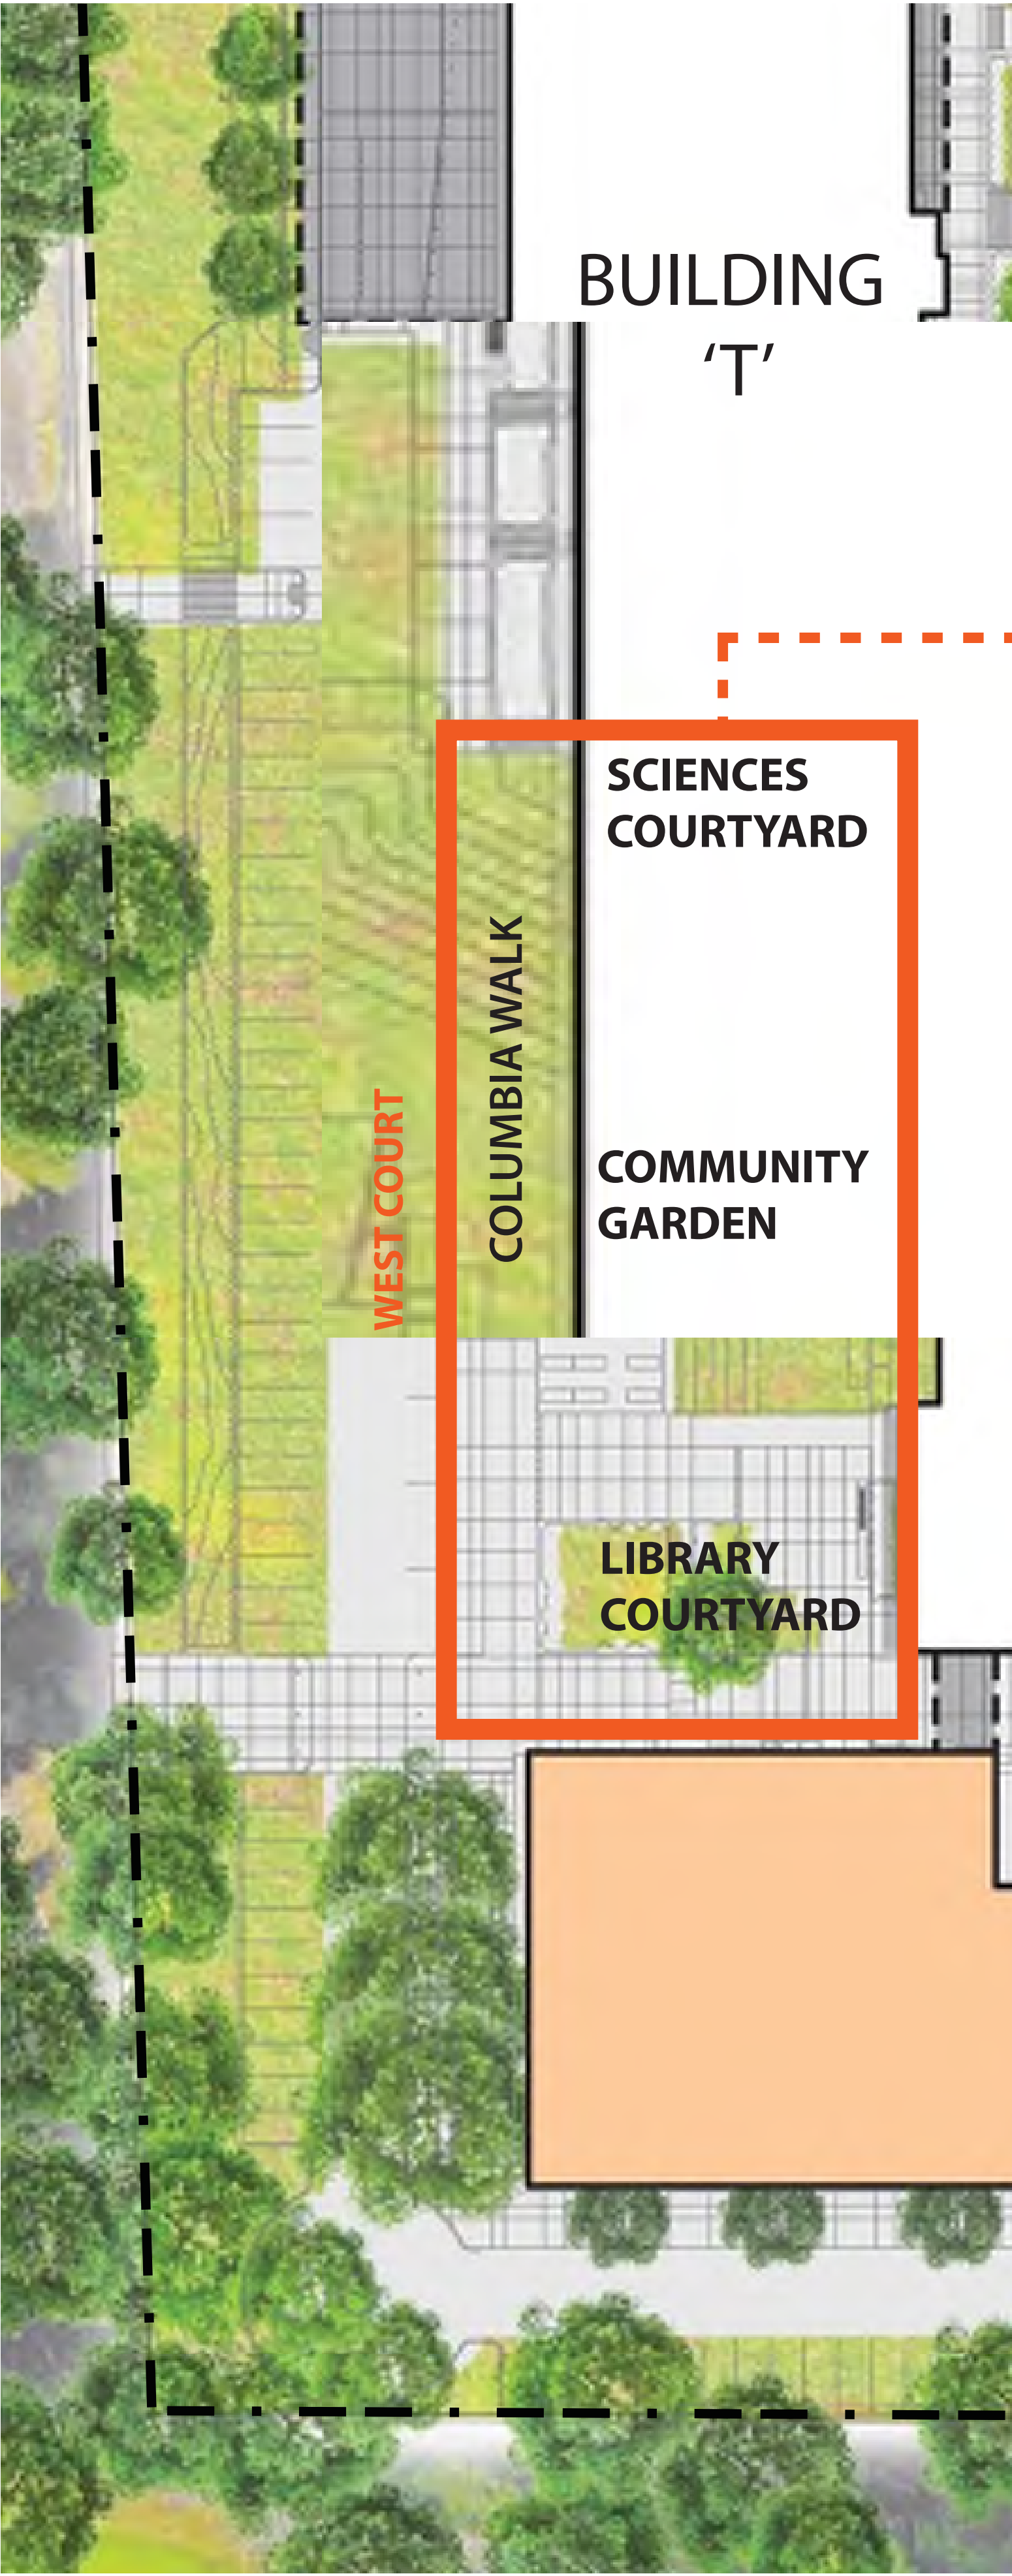 BUILDING
‘T’
SCIENCES
COURTYARD
COLUMBIA WALK
WEST COURT
COMMUNITY
GARDEN
LIBRARY
COURTYARD